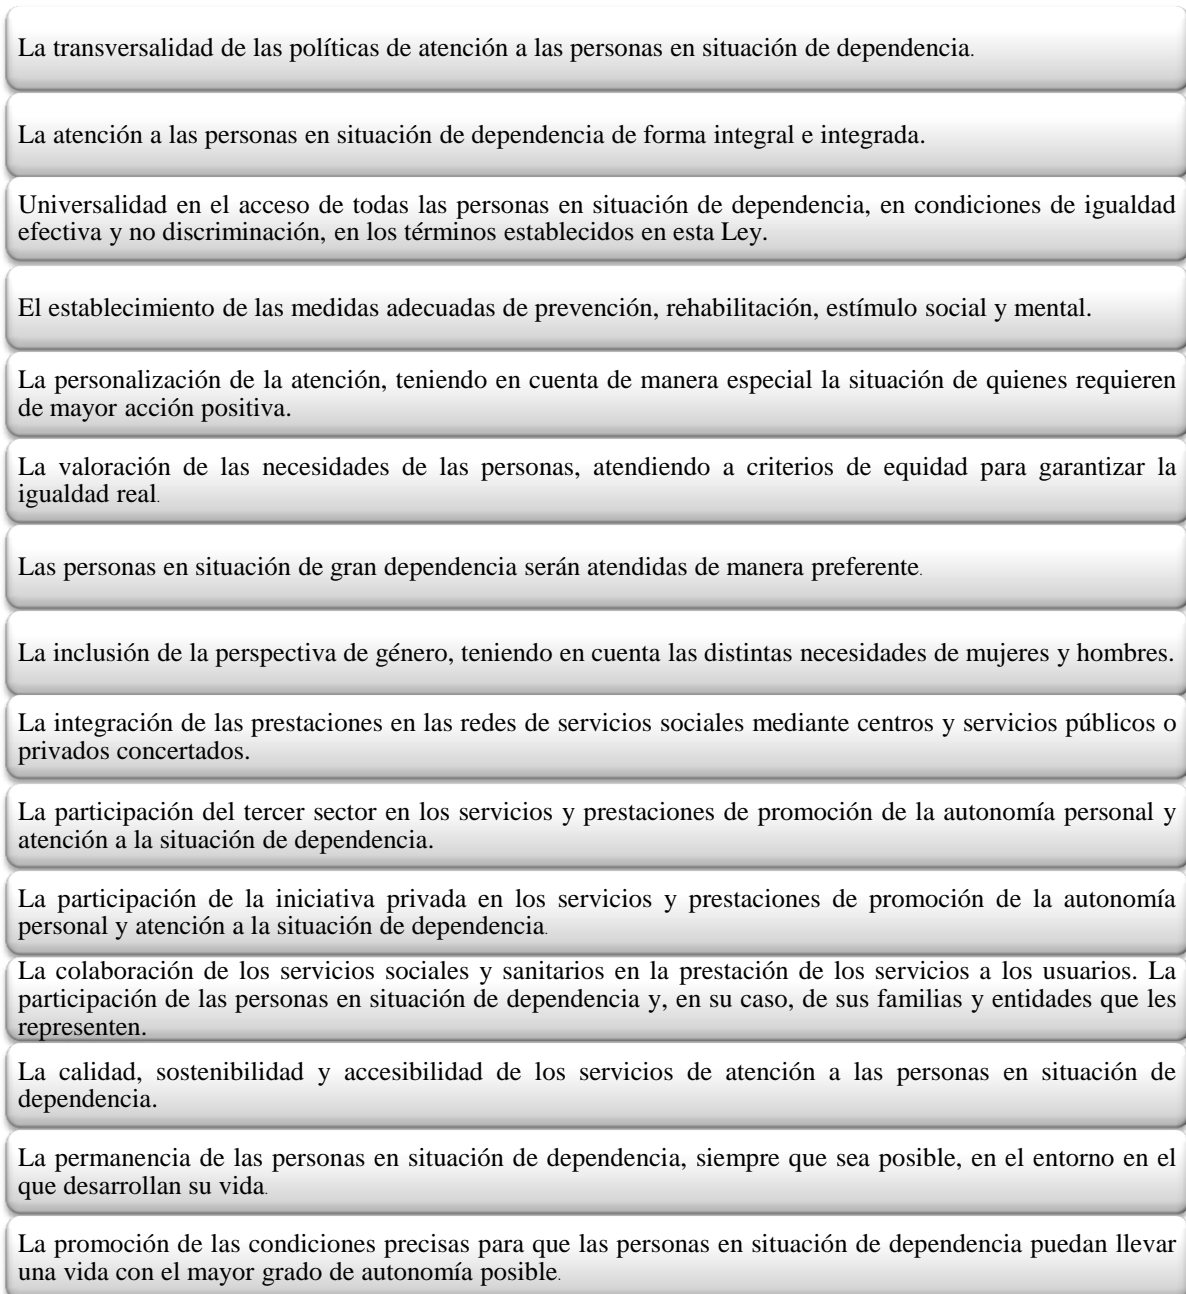 La transversalidad de las políticas de atención a las personas en situación de dependencia.
La atención a las personas en situación de dependencia de forma integral e integrada.
Universalidad en el acceso de todas las personas en situación de dependencia, en condiciones de igualdad
efectiva y no discriminación, en los términos establecidos en esta Ley.
El establecimiento de las medidas adecuadas de prevención, rehabilitación, estímulo social y mental.
La personalización de la atención, teniendo en cuenta de manera especial la situación de quienes requieren
de mayor acción positiva.
La valoración de las necesidades de las personas, atendiendo a criterios de equidad para garantizar la
igualdad real.
Las personas en situación de gran dependencia serán atendidas de manera preferente.
La inclusión de la perspectiva de género, teniendo en cuenta las distintas necesidades de mujeres y hombres.
La integración de las prestaciones en las redes de servicios sociales mediante centros y servicios públicos o
privados concertados.
La participación del tercer sector en los servicios y prestaciones de promoción de la autonomía personal y
atención a la situación de dependencia.
La participación de la iniciativa privada en los servicios y prestaciones de promoción de la autonomía
personal y atención a la situación de dependencia.
La colaboración de los servicios sociales y sanitarios en la prestación de los servicios a los usuarios. La
participación de las personas en situación de dependencia y, en su caso, de sus familias y entidades que les
representen.
La calidad, sostenibilidad y accesibilidad de los servicios de atención a las personas en situación de
dependencia.
La permanencia de las personas en situación de dependencia, siempre que sea posible, en el entorno en el
que desarrollan su vida.
La promoción de las condiciones precisas para que las personas en situación de dependencia puedan llevar
una vida con el mayor grado de autonomía posible.